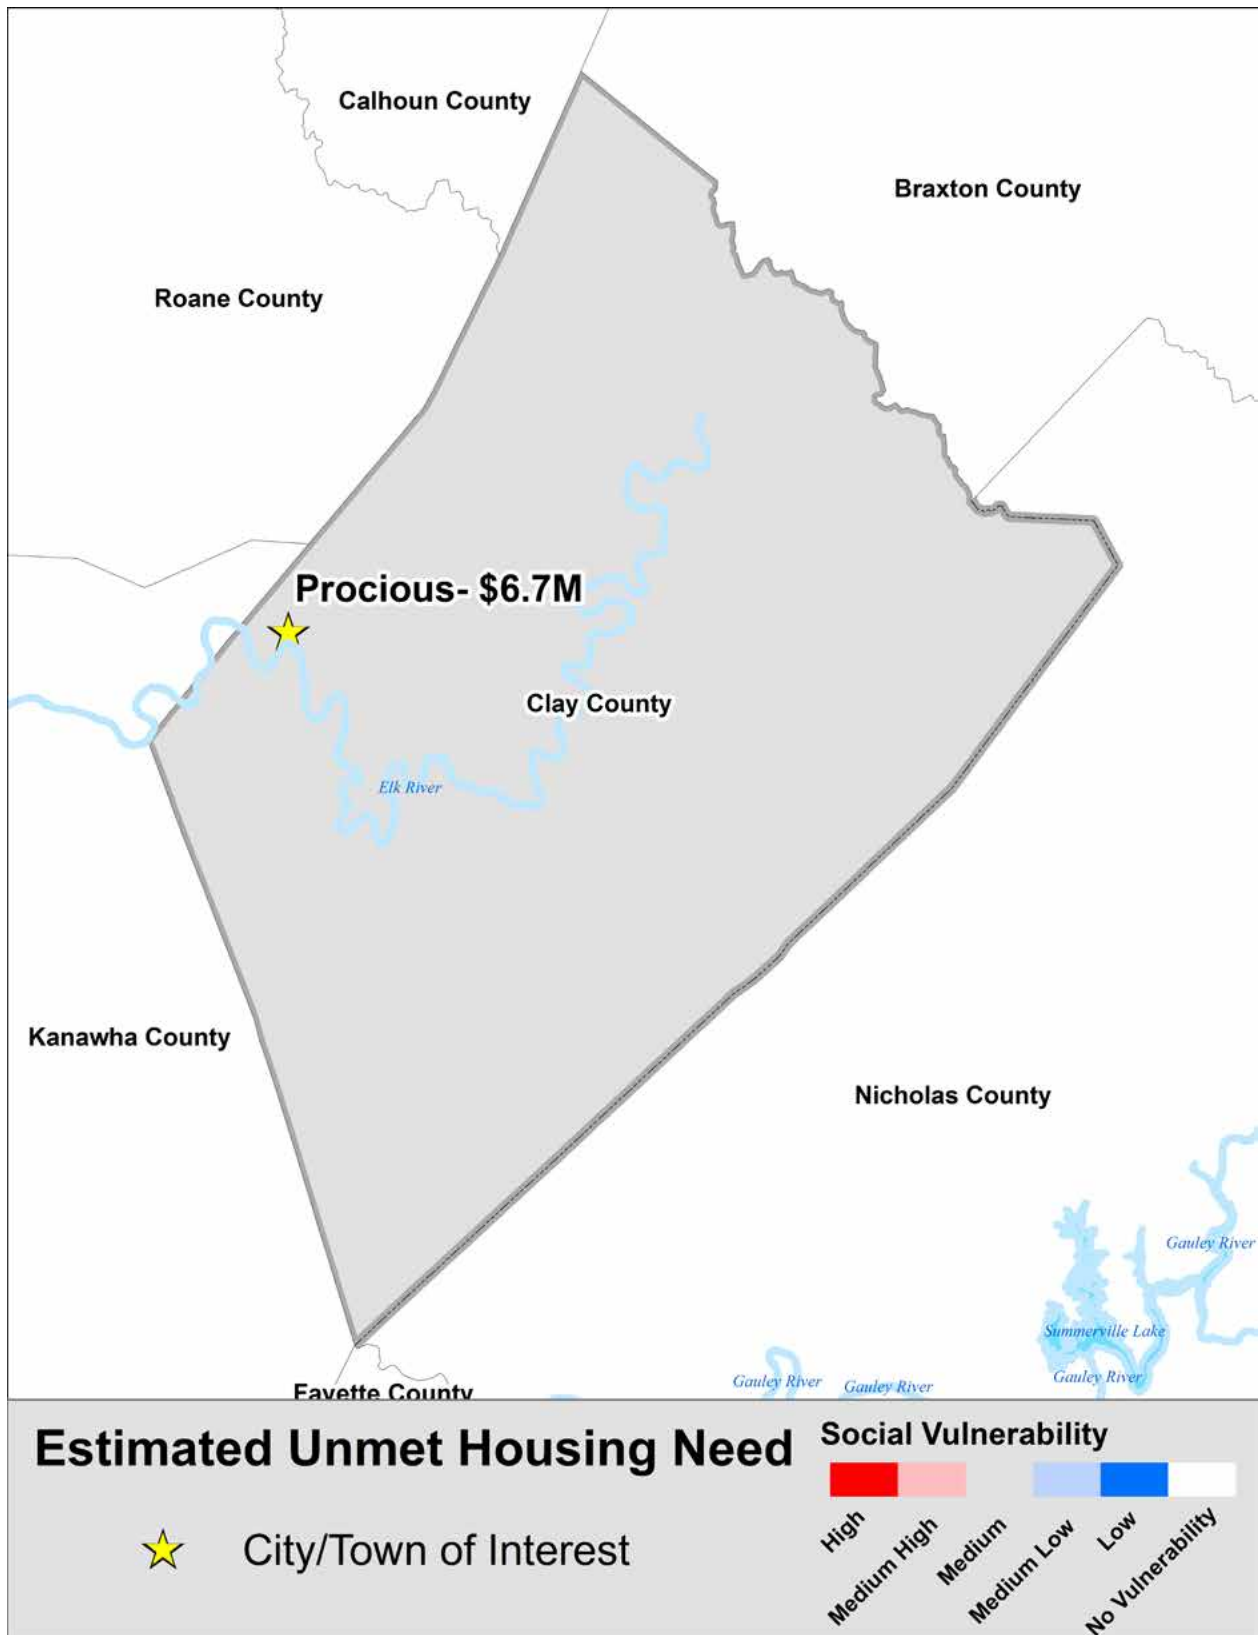 Calhoun County
Braxton County
Roane County
Procious- $6.7M
Clay County
Elk River
Kanawha County
Nicholas County
Gauley River
Summerville Lake
Gauley River
Gauley River
Gauley River
Fayette County
Estimated Unmet Housing Need
City/Town of Interest
Social Vulnerability
High
Medium High
Medium
Medium Low
Low
No Vulnerability